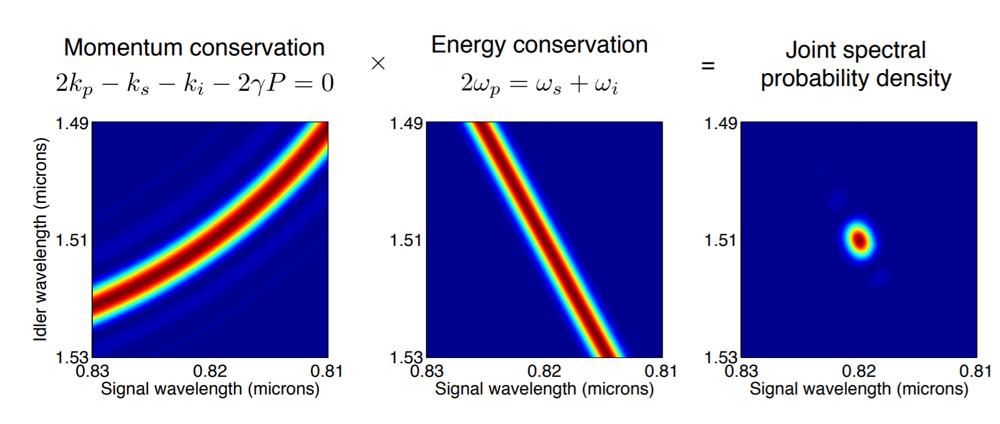 Momentum conservation
2k_p − k_s − k_i − 2γP = 0
×
Energy conservation
2ω_p = ω_s + ω_i
=
Joint spectral
probability density
Idler wavelength (microns)
1.49
1.51
1.53
0.83
0.82
0.81
Signal wavelength (microns)
1.49
1.51
1.53
0.83
0.82
0.81
Signal wavelength (microns)
1.49
1.51
1.53
0.83
0.82
0.81
Signal wavelength (microns)